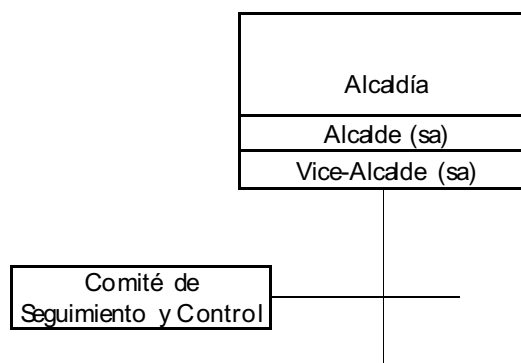 Alcaldía
Alcalde (sa)
Vice-Alcalde (sa)
Comité de
Seguimiento y Control